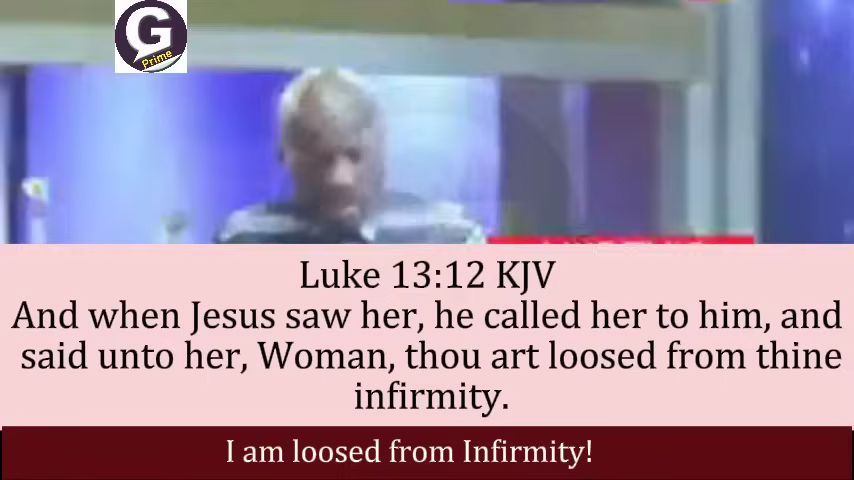 G
Prime
Luke 13:12 KJV
And when Jesus saw her, he called her to him, and
said unto her, Woman, thou art loosed from thine
infirmity.
I am loosed from Infirmity!